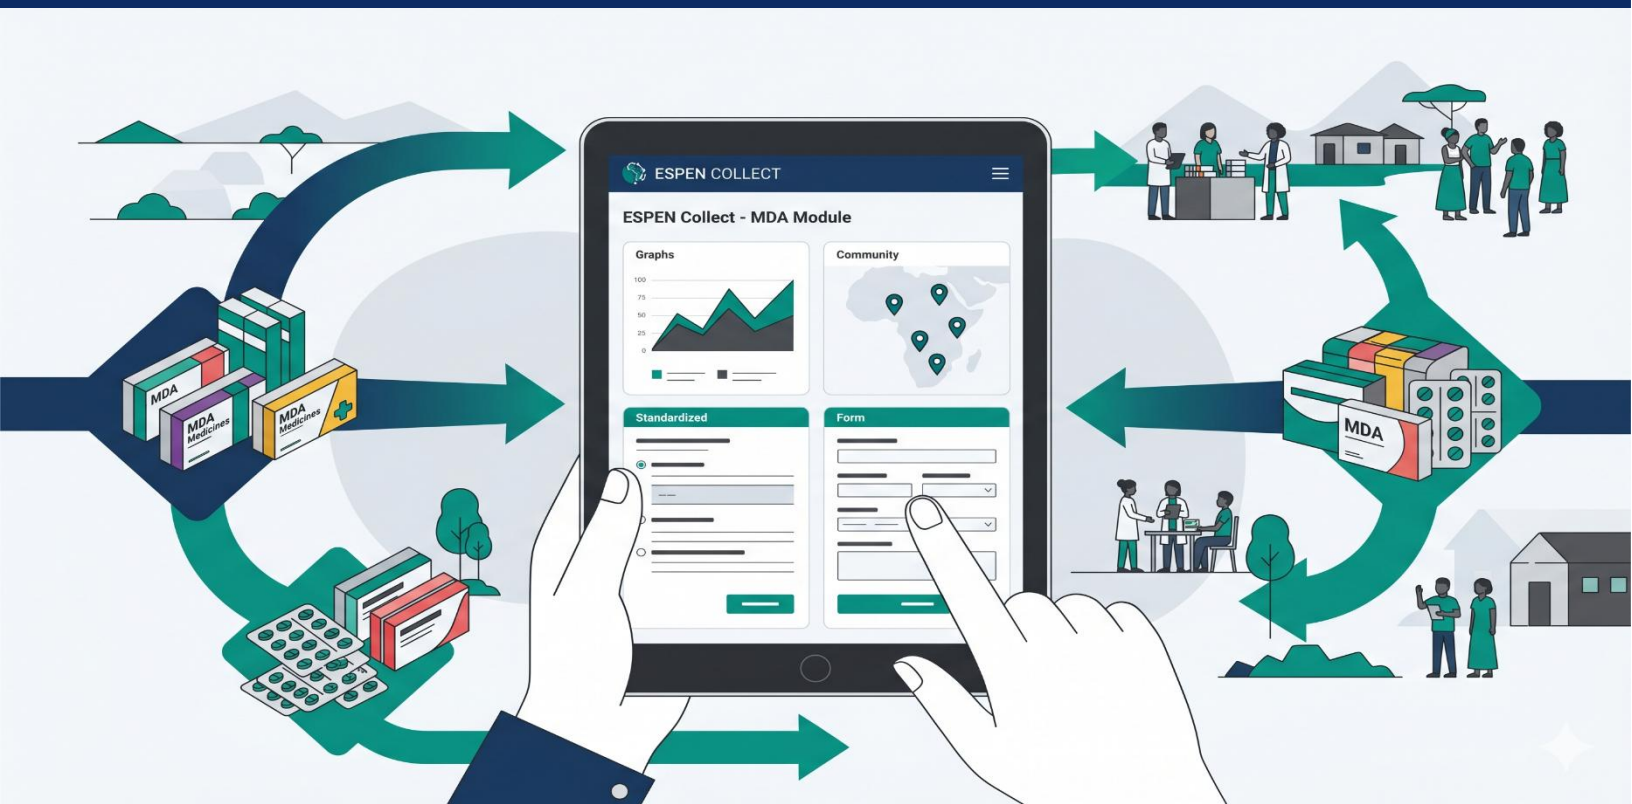 ESPEN COLLECT
ESPEN Collect - MDA Module
Graphs
100
75
50
25
0
Community
Standardized
Form
MDA
MDA
Medicines
MDA
Medicines
MDA